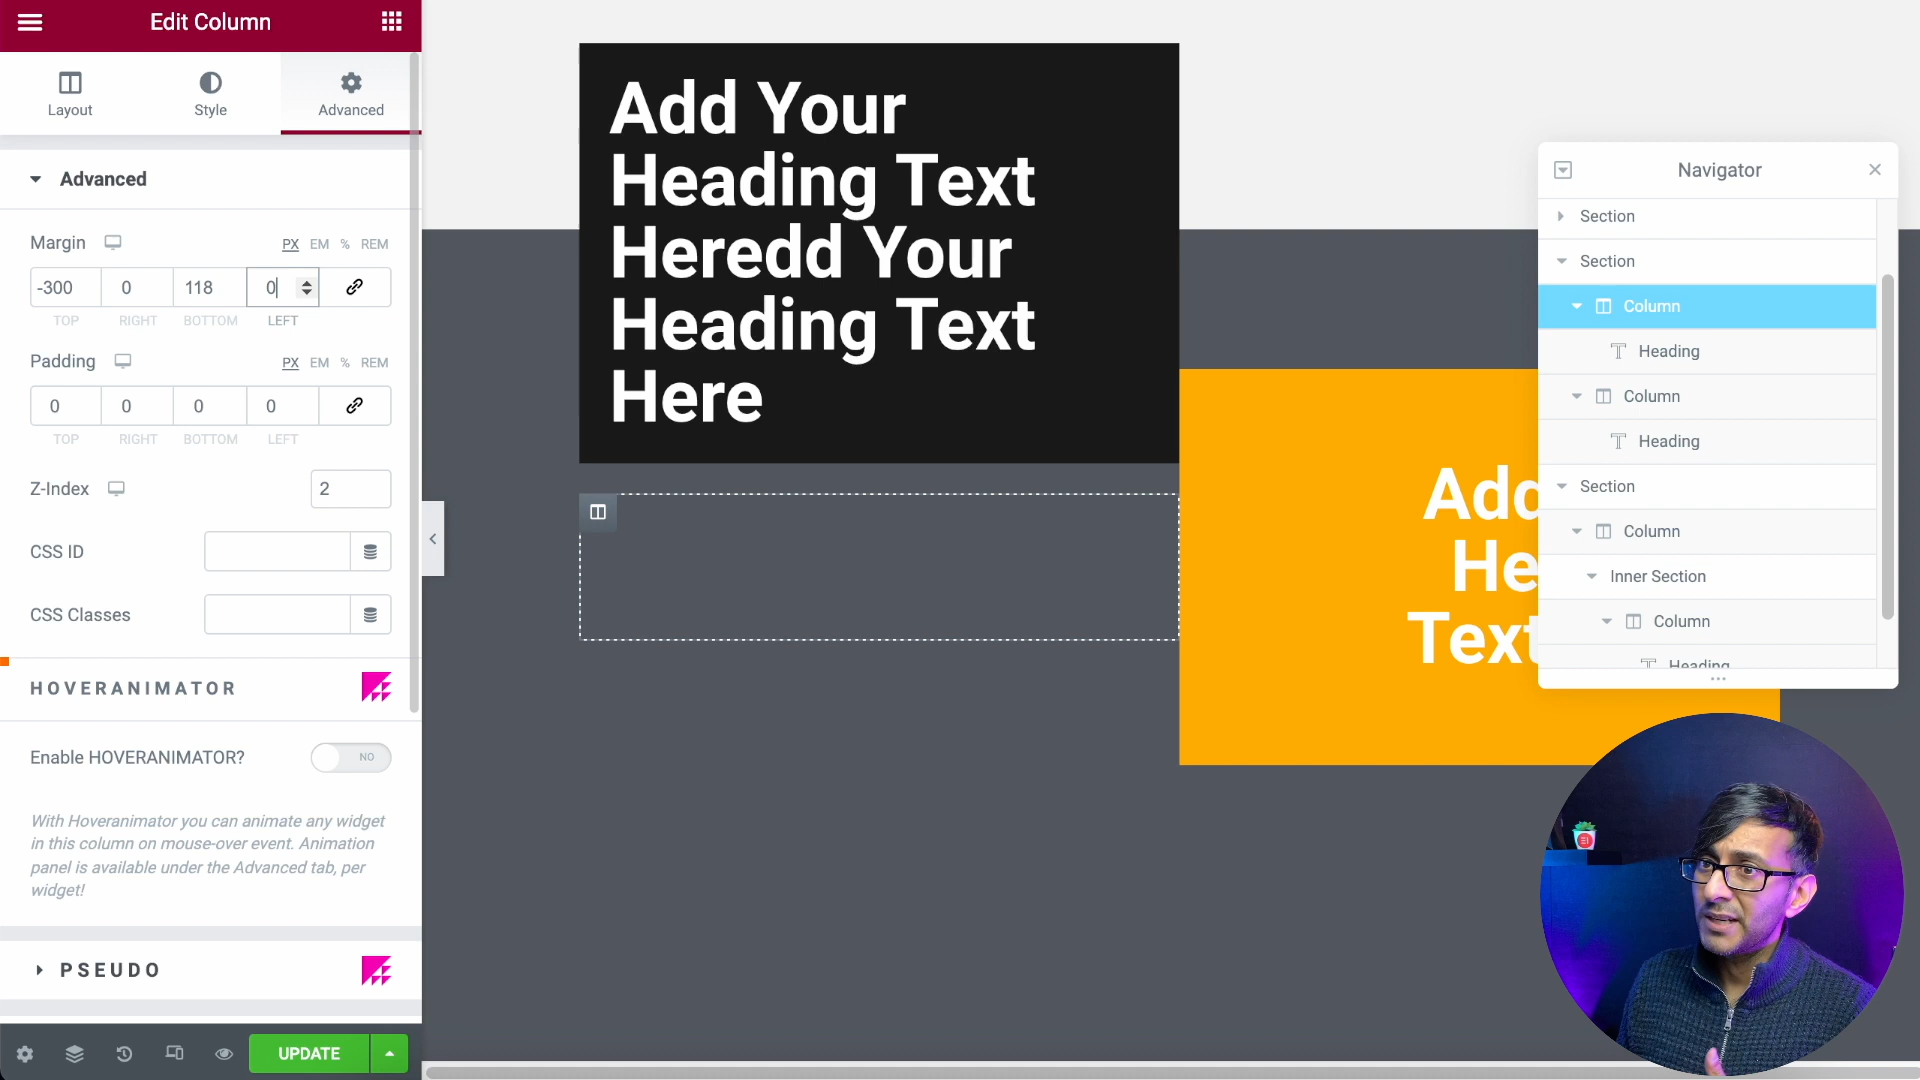 Edit Column
Layout
Style
Advanced
Advanced
Margin
PX EM % REM
-300 0 118 0
TOP RIGHT BOTTOM LEFT
Padding
PX EM % REM
0 0 0 0
TOP RIGHT BOTTOM LEFT
Z-Index
2
CSS ID
CSS Classes
HOVERANIMATOR
Enable HOVERANIMATOR?
NO
With Hoveranimator you can animate any widget
in this column on mouse-over event. Animation
panel is available under the Advanced tab, per
widget!
PSEUDO
UPDATE
Add Your
Heading Text
Heredd Your
Heading Text
Here
Add
He
Text
Navigator
Section
Section
Column
Heading
Column
Heading
Section
Column
Inner Section
Column
Heading